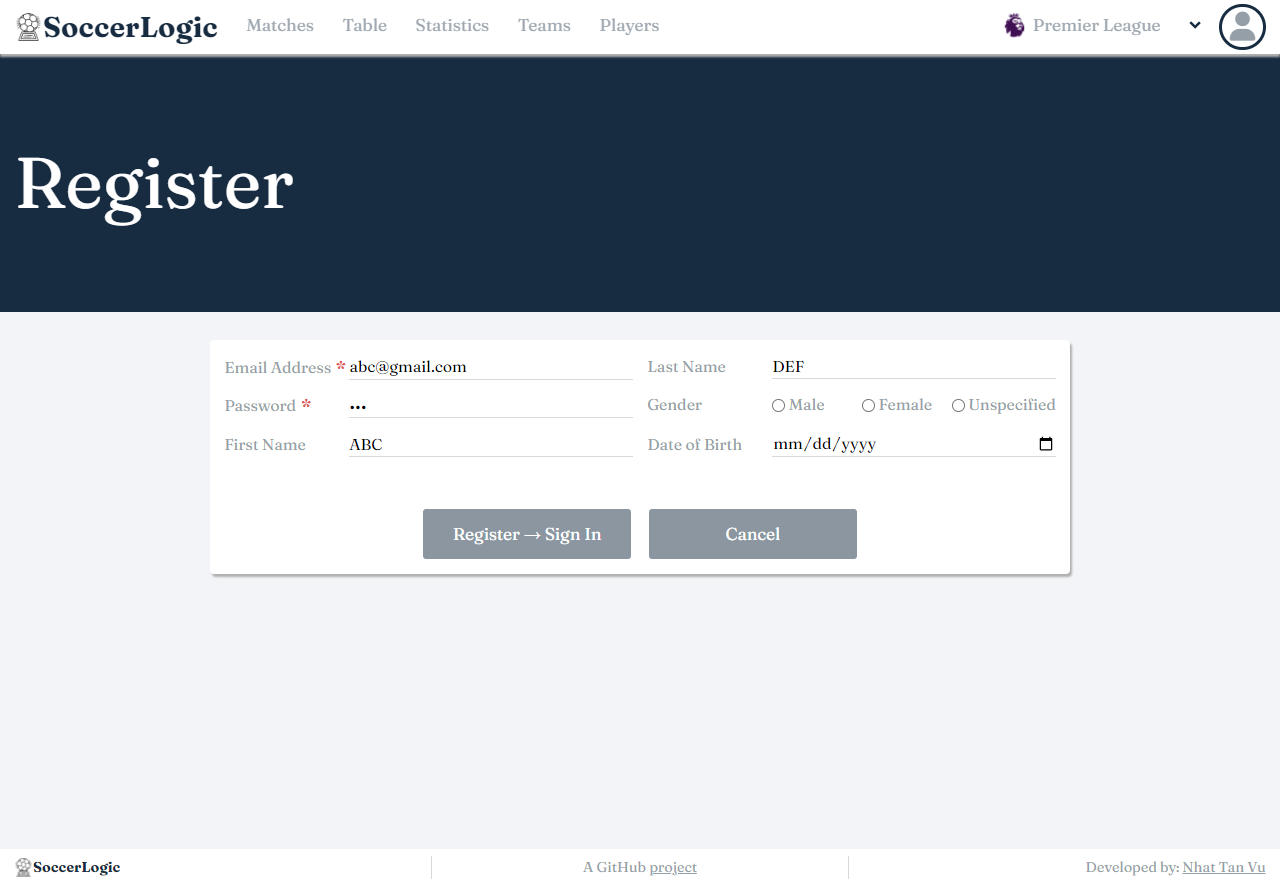 SoccerLogic Matches Table Statistics Teams Players Premier League
Register
Email Address * abc@gmail.com Last Name DEF
Password * ••• Gender Male Female Unspecified
First Name ABC Date of Birth mm/dd/yyyy
Register → Sign In Cancel
SoccerLogic A GitHub project Developed by: Nhat Tan Vu